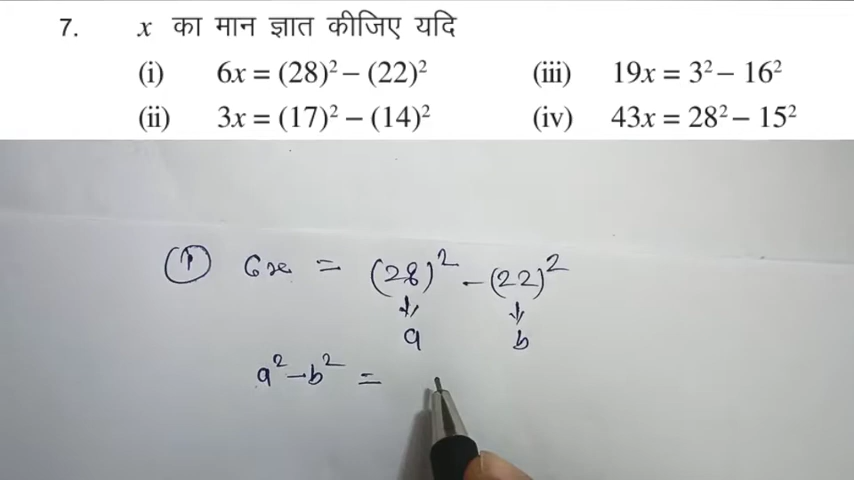 7. x का मान ज्ञात कीजिए यदि
(i) 6x = (28)² – (22)² (iii) 19x = 3² – 16²
(ii) 3x = (17)² – (14)² (iv) 43x = 28² – 15²
(1) 6x = (28)² - (22)²
a b
a² - b² =